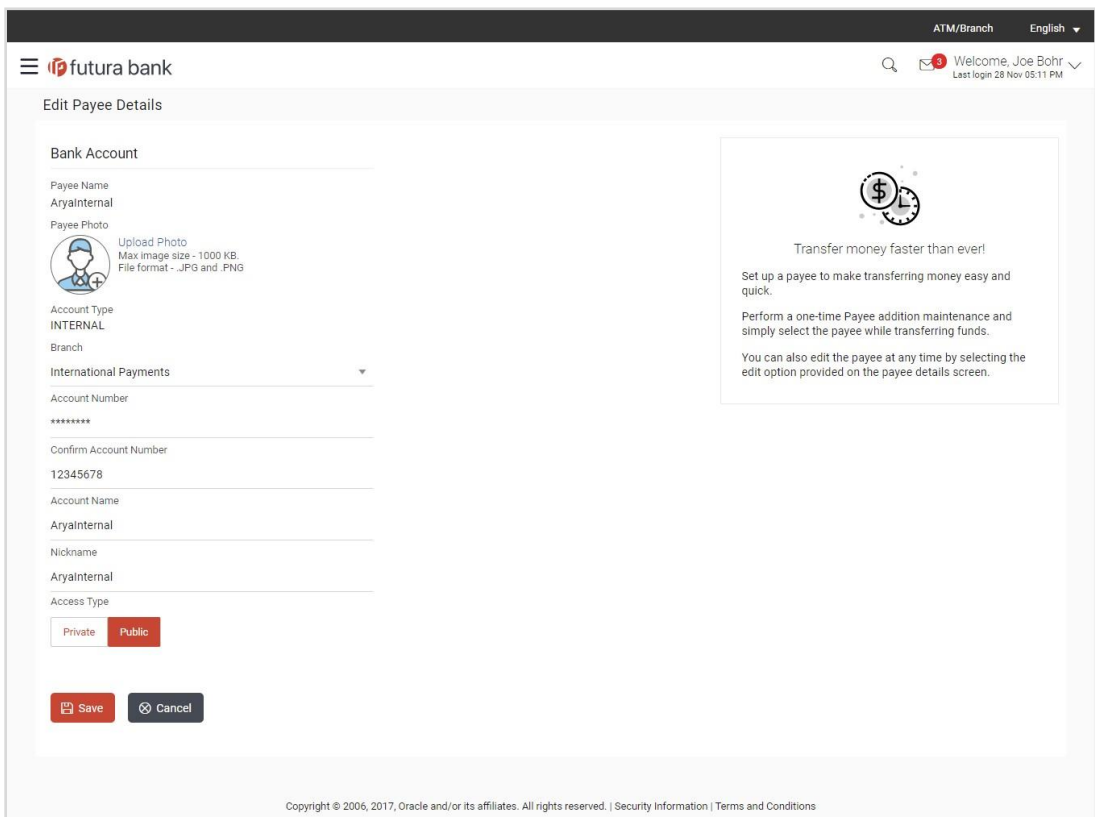 ATM/Branch English
futura bank
3 Welcome, Joe Bohr
Last login 28 Nov 05:11 PM
Edit Payee Details
Bank Account
Payee Name
AryaInternal
Payee Photo
Upload Photo
Max image size - 1000 KB.
File format - .JPG and .PNG
Account Type
INTERNAL
Branch
International Payments
Account Number
********
Confirm Account Number
12345678
Account Name
AryaInternal
Nickname
AryaInternal
Access Type
Private Public
Save Cancel
$
Transfer money faster than ever!
Set up a payee to make transferring money easy and
quick.
Perform a one-time Payee addition maintenance and
simply select the payee while transferring funds.
You can also edit the payee at any time by selecting the
edit option provided on the payee details screen.
Copyright © 2006, 2017, Oracle and/or its affiliates. All rights reserved. | Security Information | Terms and Conditions